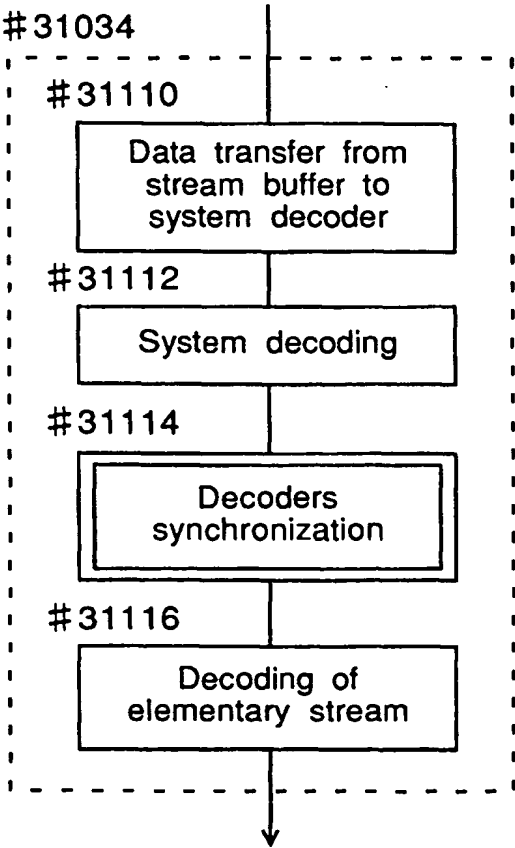 #31034
#31110
Data transfer from
stream buffer to
system decoder
#31112
System decoding
#31114
Decoders
synchronization
#31116
Decoding of
elementary stream